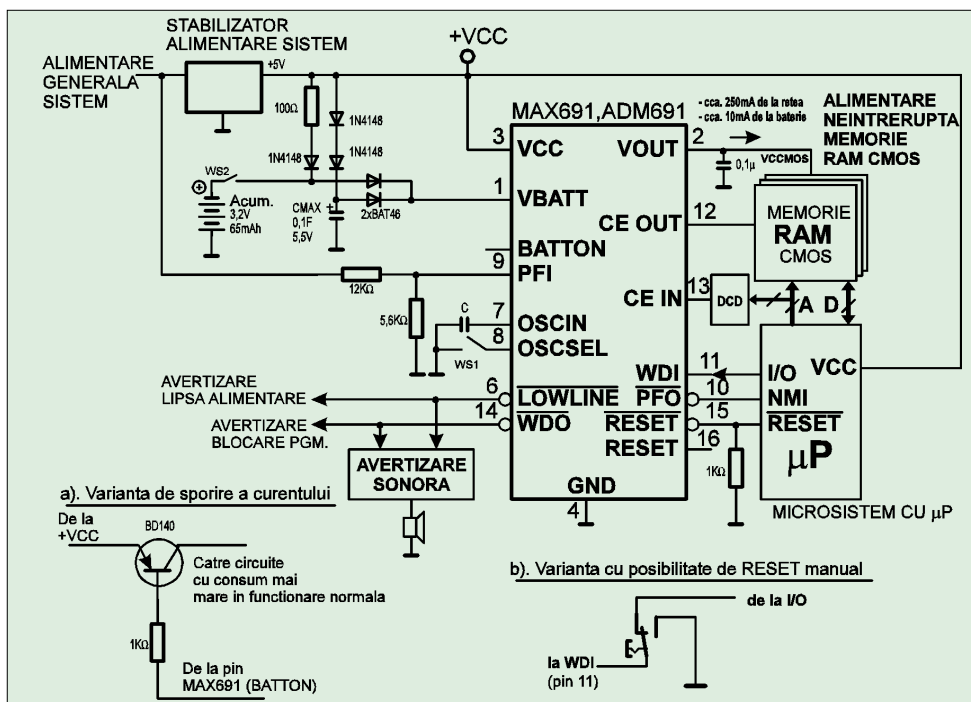 STABILIZATOR
ALIMENTARE SISTEM
ALIMENTARE
GENERALA
SISTEM
+5V
+VCC
100Ω
1N4148
1N4148
1N4148
WS2
Acum.
3,2V
65mAh
CMAX
0,1F
5,5V
+
2xBAT46
MAX691,ADM691
- cca. 250mA de la retea
- cca. 10mA de la baterie
ALIMENTARE
NEINTRERUPTA
MEMORIE
RAM CMOS
3
VCC
VOUT
2
0,1μ
VCCMOS
1
VBATT
12
CE OUT
MEMORIE
RAM
CMOS
BATTON
9
PFI
12KΩ
5,6KΩ
13
CE IN
DCD
A
D
C
7
OSCIN
8
OSCSEL
WS1
VCC
WDI
11
I/O
PFO
10
NMI
RESET
15
RESET
RESET
16
1KΩ
μP
AVERTIZARE
LIPSA ALIMENTARE
6
LOWLINE
14
WDO
AVERTIZARE
BLOCARE PGM.
AVERTIZARE
SONORA
GND
4
MICROSISTEM CU μP
a). Varianta de sporire a curentului
De la
+VCC
BD140
Catre circuite
cu consum mai
mare in functionare normala
1KΩ
De la pin
MAX691 (BATTON)
b). Varianta cu posibilitate de RESET manual
de la I/O
la WDI
(pin 11)